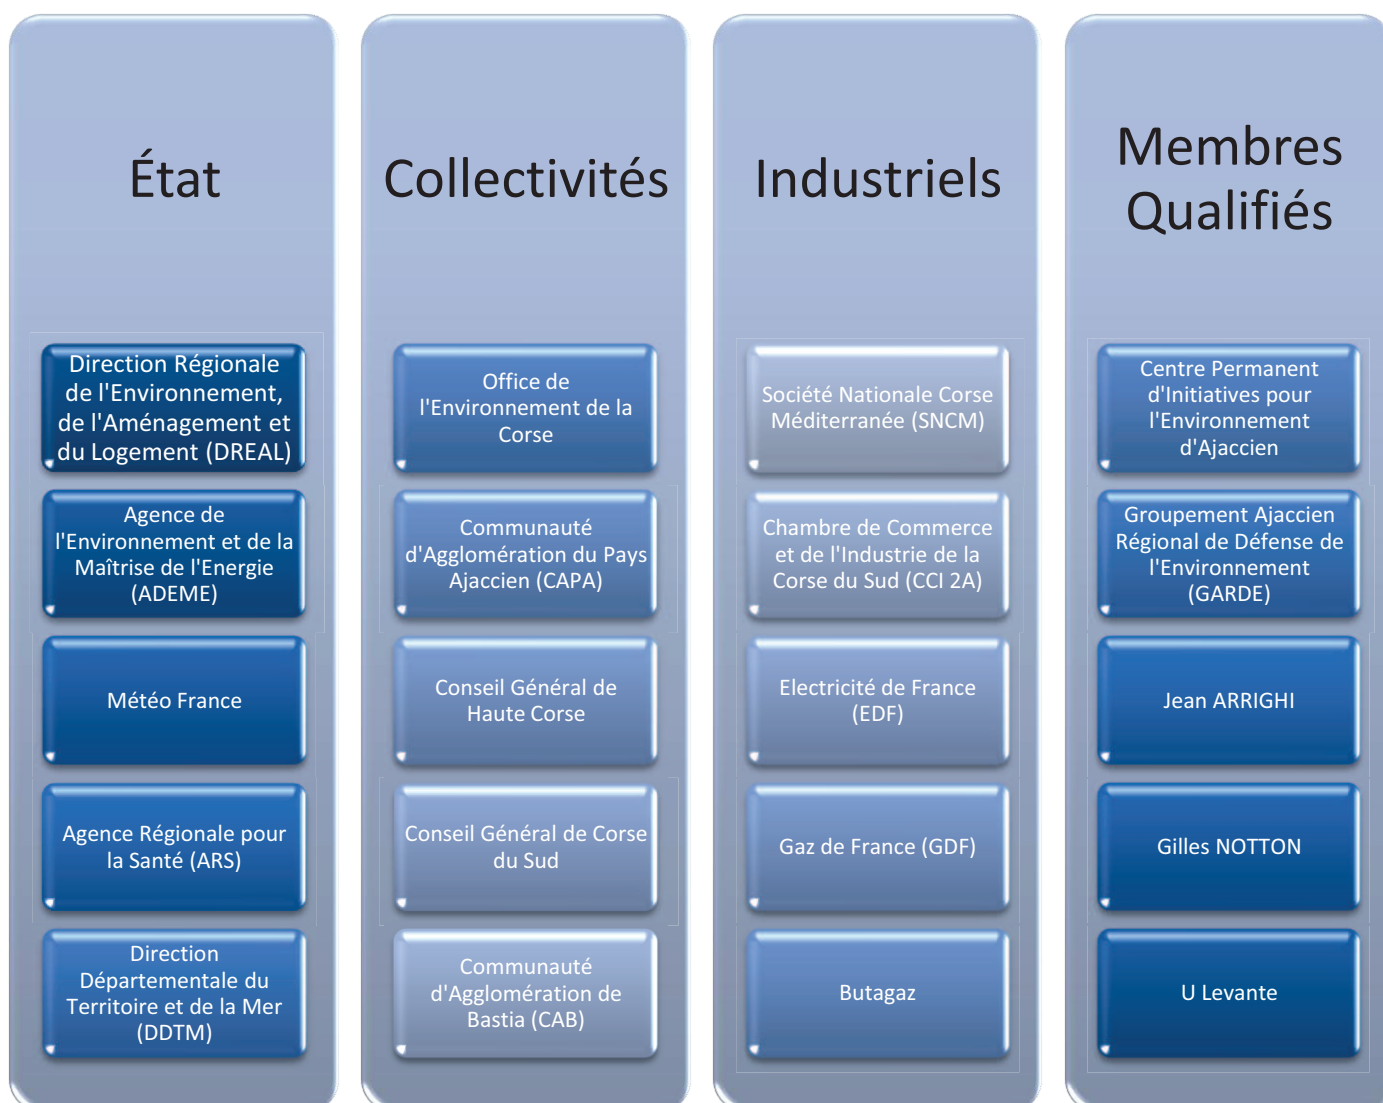 État
Direction Régionale
de l'Environnement,
de l'Aménagement et
du Logement (DREAL)
Agence de
l'Environnement et de la
Maîtrise de l'Energie
(ADEME)
Météo France
Agence Régionale pour
la Santé (ARS)
Direction
Départementale du
Territoire et de la Mer
(DDTM)
Collectivités
Office de
l'Environnement de la
Corse
Communauté
d'Agglomération du Pays
Ajaccien (CAPA)
Conseil Général de
Haute Corse
Conseil Général de Corse
du Sud
Communauté
d'Agglomération de
Bastia (CAB)
Industriels
Société Nationale Corse
Méditerranée (SNCM)
Chambre de Commerce
et de l'Industrie de la
Corse du Sud (CCI 2A)
Electricité de France
(EDF)
Gaz de France (GDF)
Butagaz
Membres
Qualifiés
Centre Permanent
d'Initiatives pour
l'Environnement
d'Ajaccien
Groupement Ajaccien
Régional de Défense de
l'Environnement
(GARDE)
Jean ARRIGHI
Gilles NOTTON
U Levante